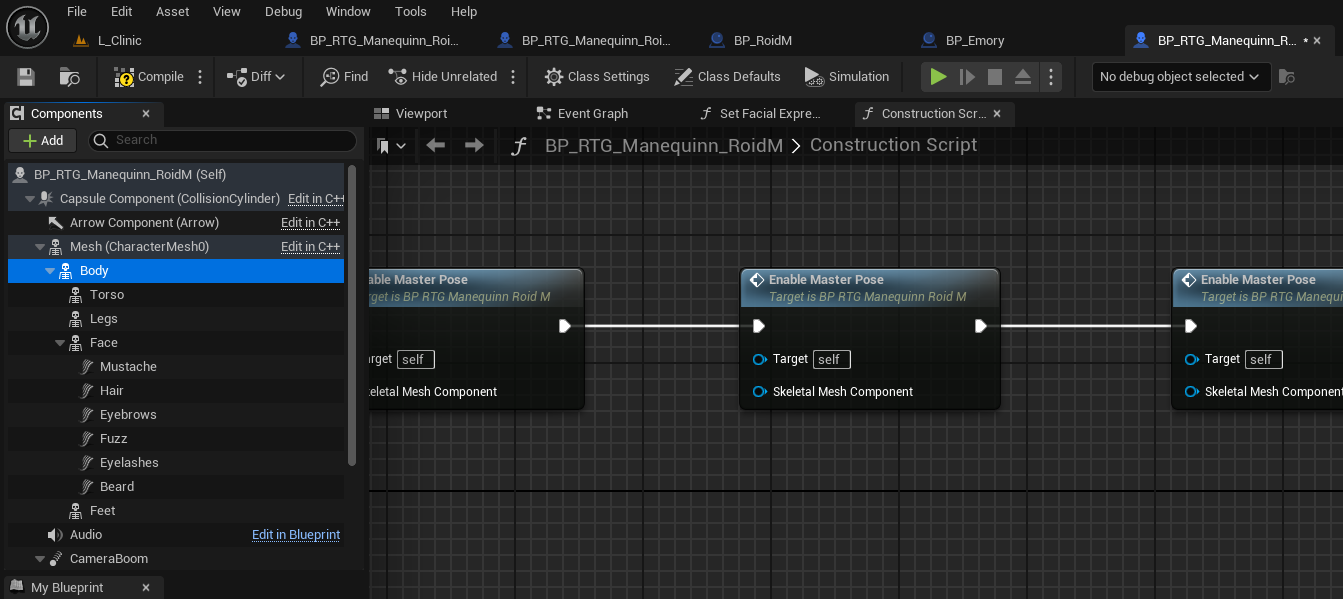 File Edit Asset View Debug Window Tools Help
L_Clinic BP_RTG_Manequinn_Roi... BP_RTG_Manequinn_Roi... BP_RoidM BP_Emory BP_RTG_Manequinn_R...
Compile Diff Find Hide Unrelated Class Settings Class Defaults Simulation No debug object selected
Components Viewport Event Graph Set Facial Expre... Construction Scr...
Add Search BP_RTG_Manequinn_RoidM > Construction Script
BP_RTG_Manequinn_RoidM (Self)
Capsule Component (CollisionCylinder) Edit in C++
Arrow Component (Arrow) Edit in C++
Mesh (CharacterMesh0) Edit in C++
Body
Torso
Legs
Face
Mustache
Hair
Eyebrows
Fuzz
Eyelashes
Beard
Feet
Audio Edit in Blueprint
CameraBoom
My Blueprint
able Master Pose
rget is BP RTG Manequinn Roid M
arget self
keletal Mesh Component
Enable Master Pose
Target is BP RTG Manequinn Roid M
Target self
Skeletal Mesh Component
Enable Master Pose
Target is BP RTG Manequin
Target self
Skeletal Mesh Component